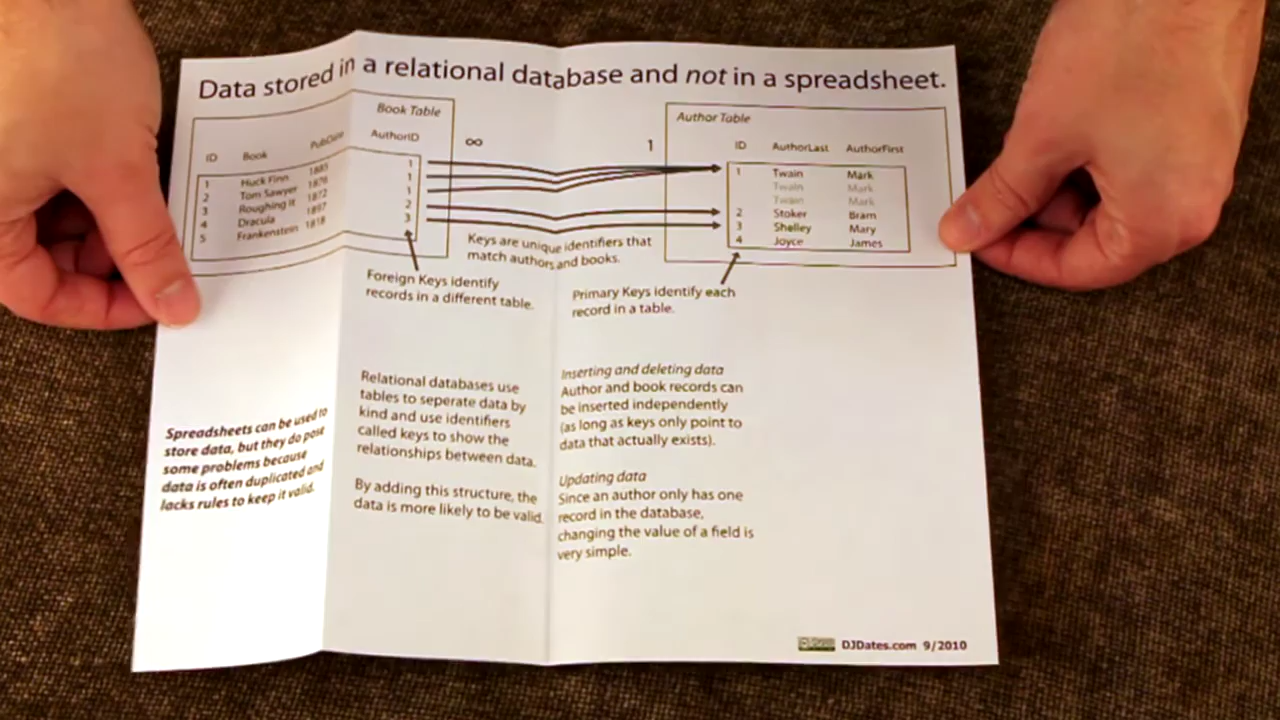 Data stored in a relational database and not in a spreadsheet.
Book Table
ID Book PubDate AuthorID
1 Huck Finn 1885 1
2 Tom Sawyer 1876 1
3 Roughing It 1872 1
4 Dracula 1897 2
5 Frankenstein 1818 3
∞ 1
Author Table
ID AuthorLast AuthorFirst
1 Twain Mark
Twain Mark
Twain Mark
2 Stoker Bram
3 Shelley Mary
4 Joyce James
Keys are unique identifiers that
match authors and books.
Foreign Keys identify
records in a different table.
Primary Keys identify each
record in a table.
Spreadsheets can be used to
store data, but they do pose
some problems because
data is often duplicated and
lacks rules to keep it valid.
Relational databases use
tables to seperate data by
kind and use identifiers
called keys to show the
relationships between data.
By adding this structure, the
data is more likely to be valid.
Inserting and deleting data
Author and book records can
be inserted independently
(as long as keys only point to
data that actually exists).
Updating data
Since an author only has one
record in the database,
changing the value of a field is
very simple.
DJDates.com 9/2010